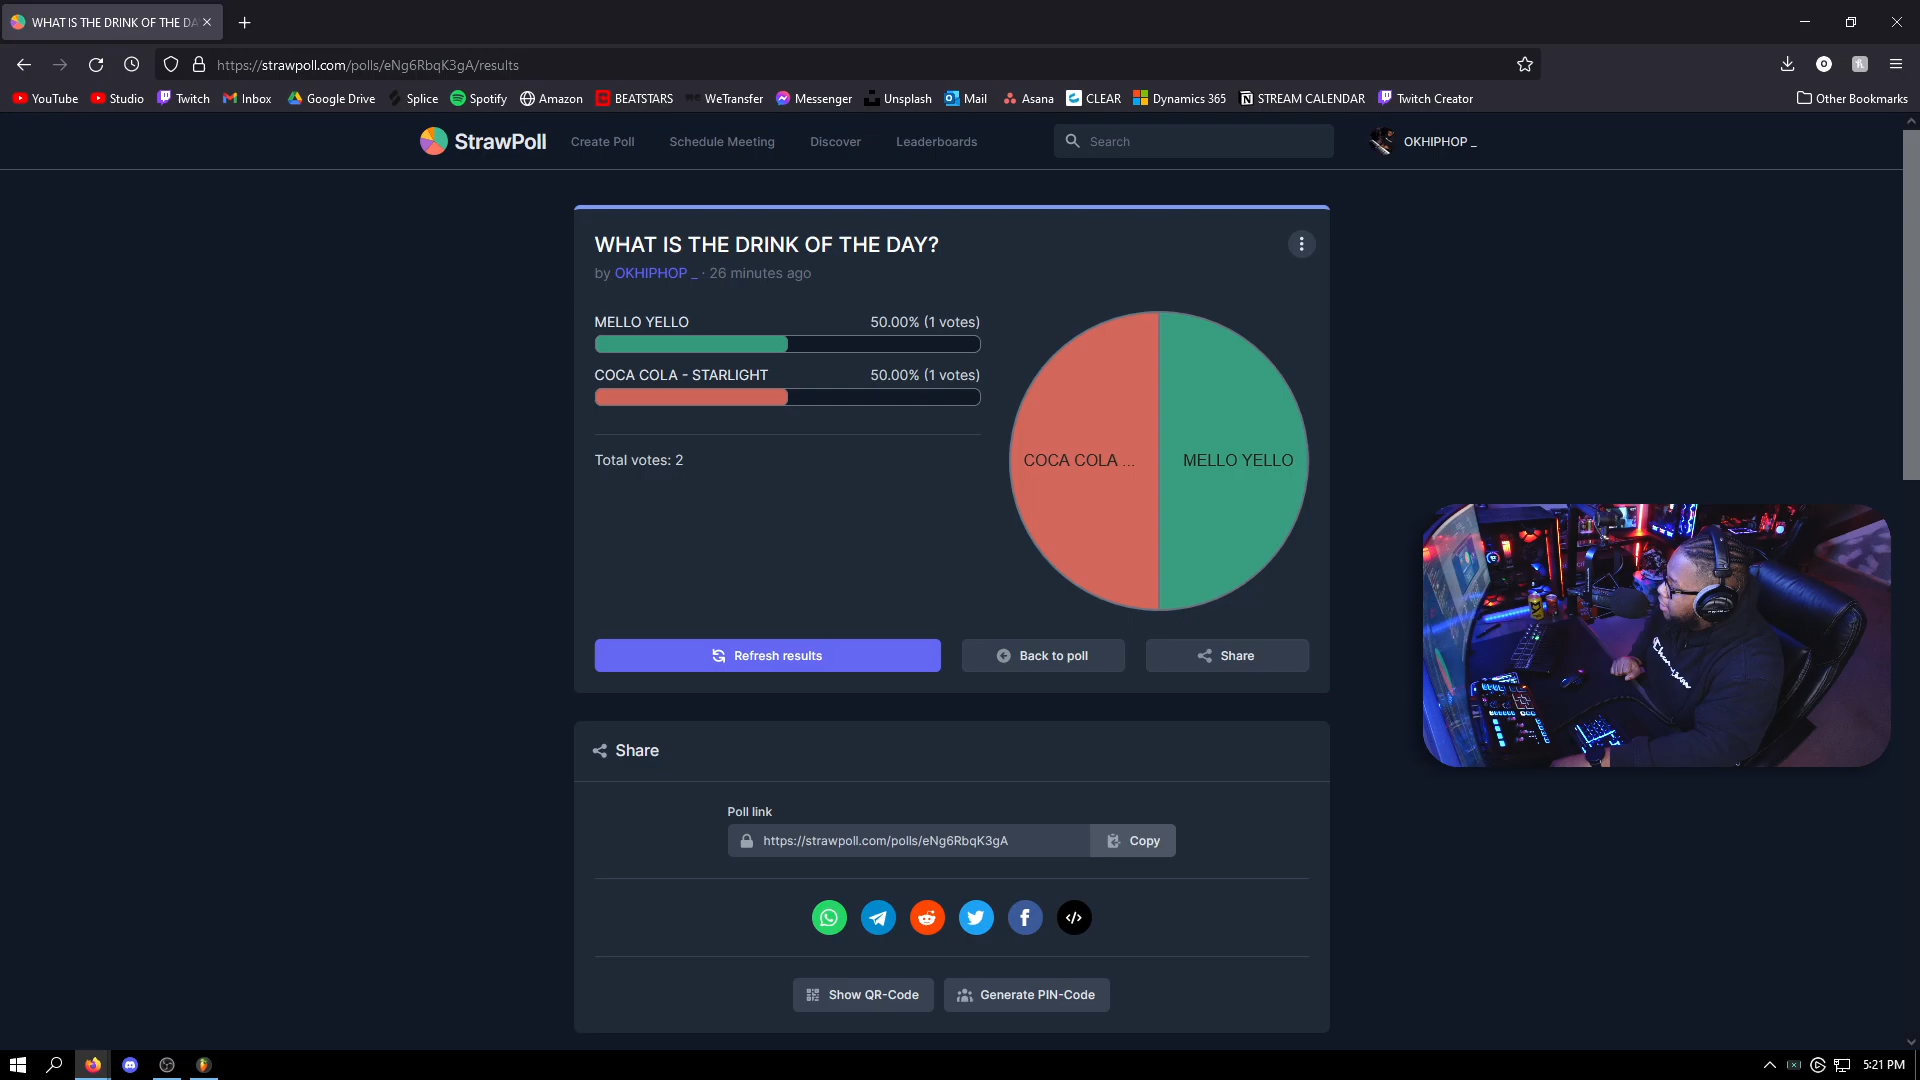 WHAT IS THE DRINK OF THE DA
https://strawpoll.com/polls/eNg6RbqK3gA/results
YouTube Studio Twitch Inbox Google Drive Splice Spotify Amazon BEATSTARS WeTransfer Messenger Unsplash Mail Asana CLEAR Dynamics 365 STREAM CALENDAR Twitch Creator Other Bookmarks
StrawPoll Create Poll Schedule Meeting Discover Leaderboards Search OKHIPHOP _
WHAT IS THE DRINK OF THE DAY?
by OKHIPHOP _ · 26 minutes ago
MELLO YELLO 50.00% (1 votes)
COCA COLA - STARLIGHT 50.00% (1 votes)
Total votes: 2
COCA COLA ... MELLO YELLO
Refresh results Back to poll Share
Share
Poll link
https://strawpoll.com/polls/eNg6RbqK3gA Copy
Show QR-Code Generate PIN-Code
Champion
5:21 PM